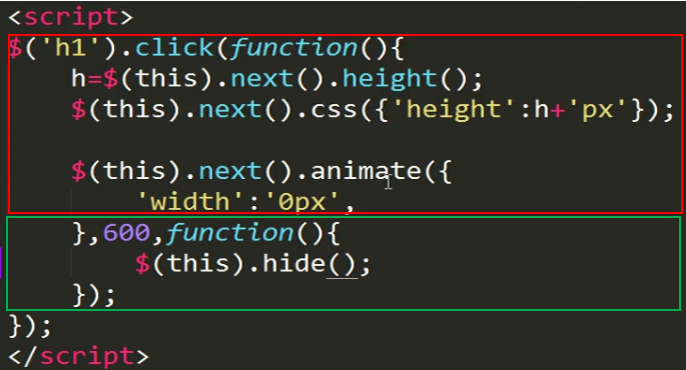 <script>
$('h1').click(function(){
    h=$(this).next().height();
    $(this).next().css({'height':h+'px'});

    $(this).next().animate({
        'width':'0px',
    },600,function(){
        $(this).hide();
    });
});
</script>